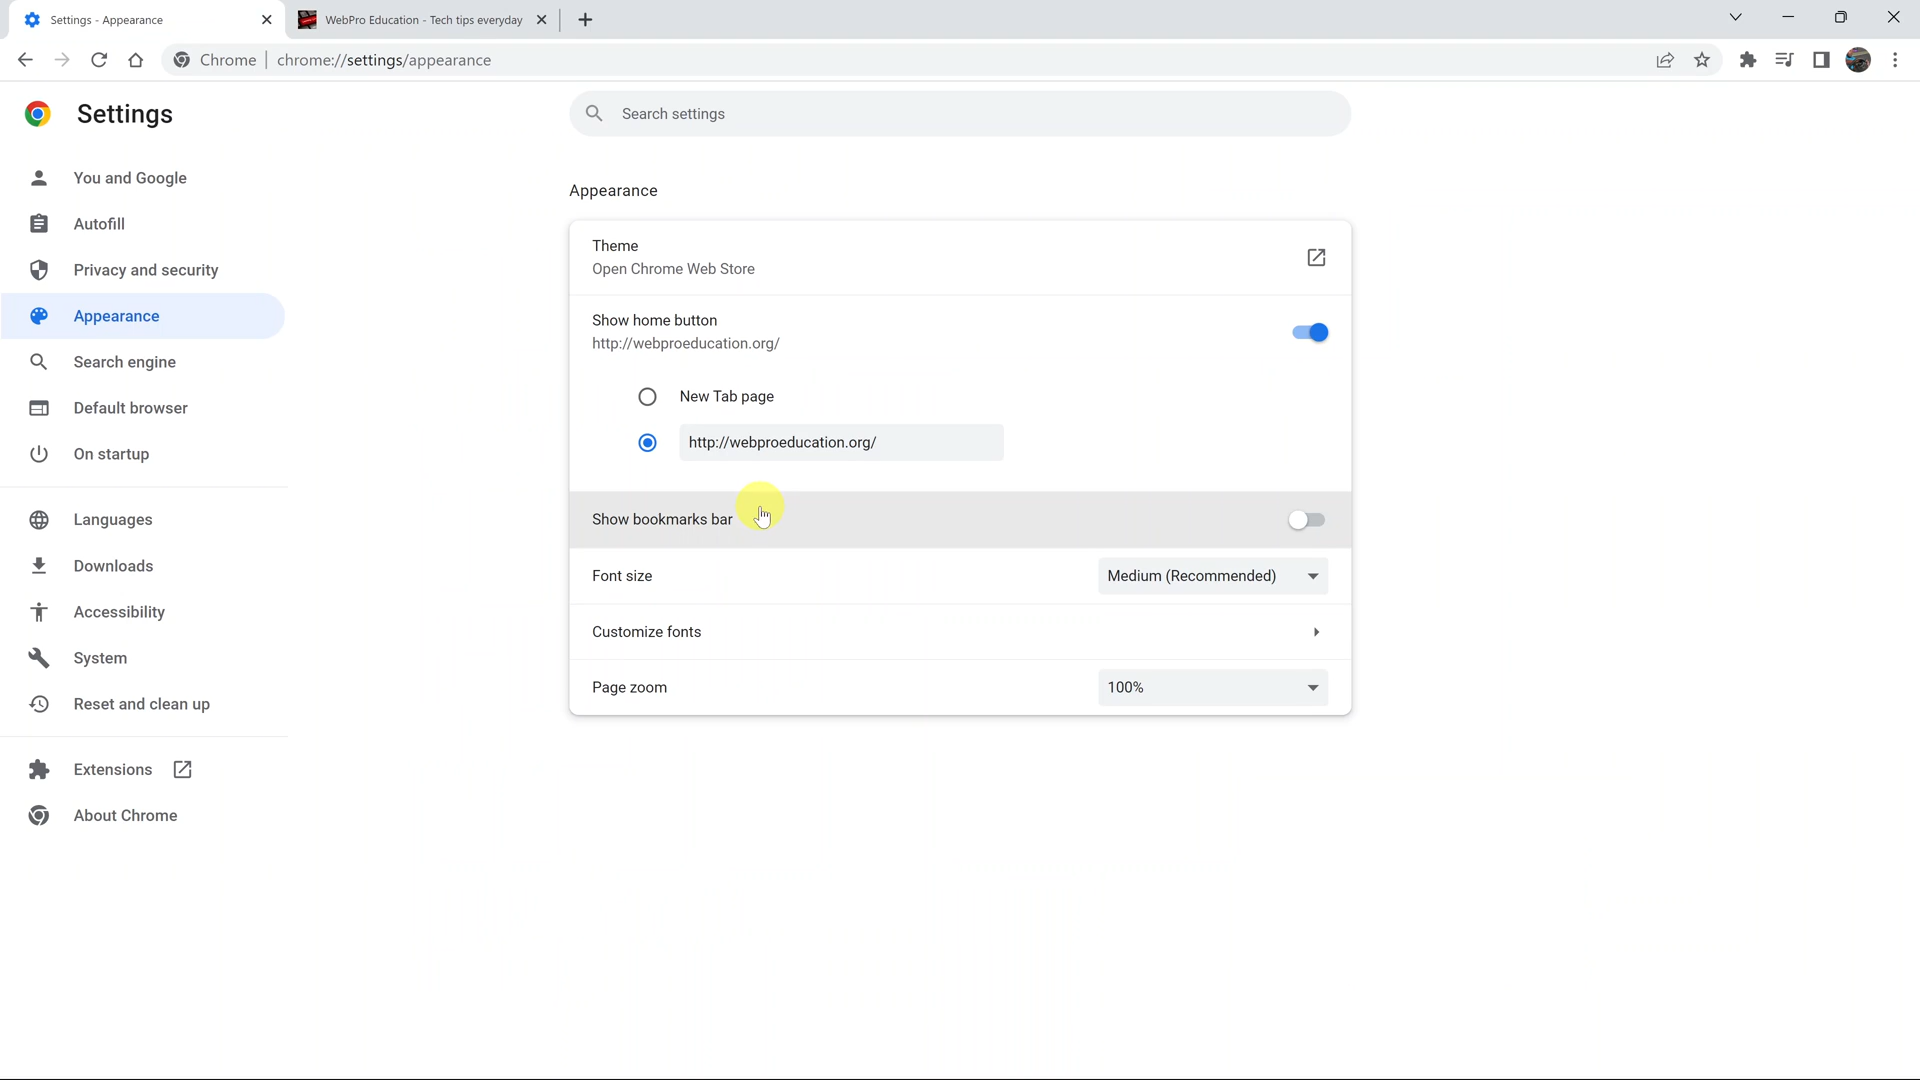 Settings - Appearance
WebPro Education - Tech tips everyday
Chrome
chrome://settings/appearance
Settings
Search settings
You and Google
Autofill
Privacy and security
Appearance
Search engine
Default browser
On startup
Languages
Downloads
Accessibility
System
Reset and clean up
Extensions
About Chrome
Appearance
Theme
Open Chrome Web Store
Show home button
http://webproeducation.org/
New Tab page
http://webproeducation.org/
Show bookmarks bar
Font size
Medium (Recommended)
Customize fonts
Page zoom
100%